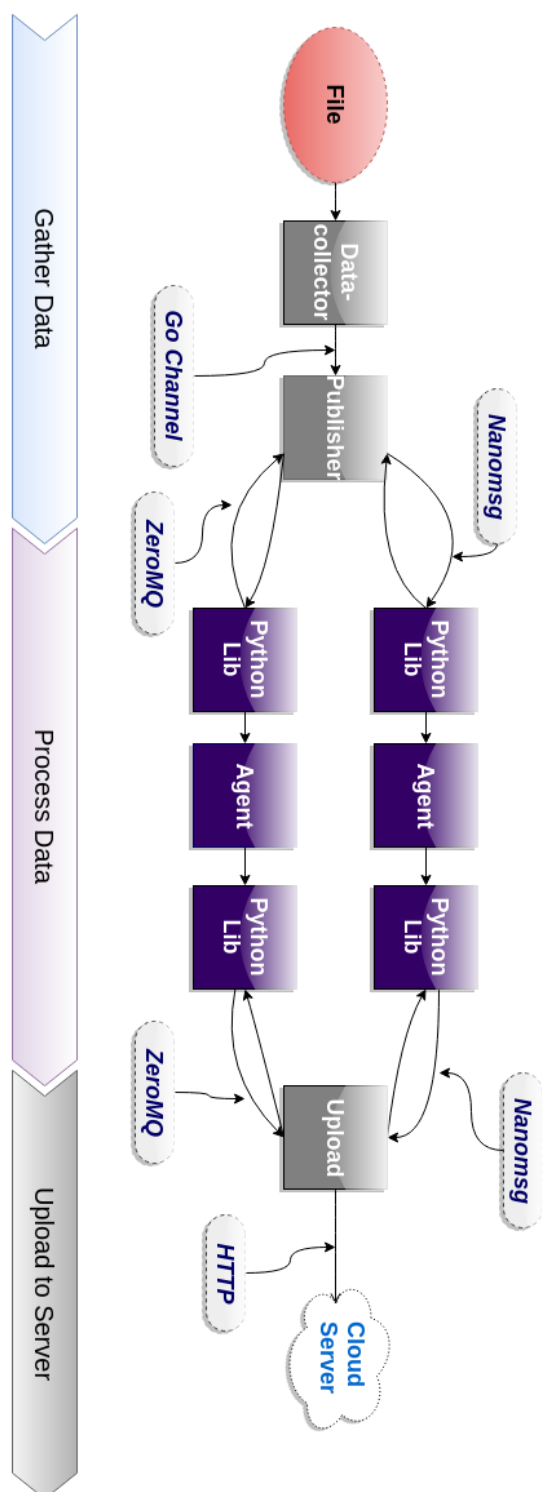 File
Data-
collector
Publisher
Go Channel
Nanomsg
ZeroMQ
Python
Lib
Agent
Python
Lib
Python
Lib
Agent
Python
Lib
Nanomsg
ZeroMQ
Upload
HTTP
Cloud
Server
Gather Data
Process Data
Upload to Server